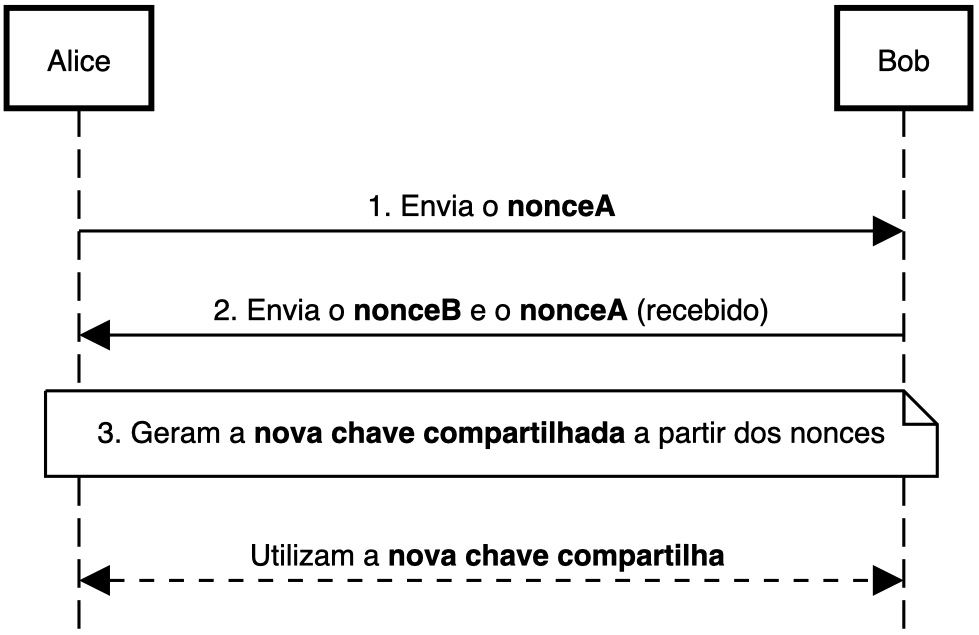 Alice
Bob
1. Envia o nonceA
2. Envia o nonceB e o nonceA (recebido)
3. Geram a nova chave compartilhada a partir dos nonces
Utilizam a nova chave compartilha